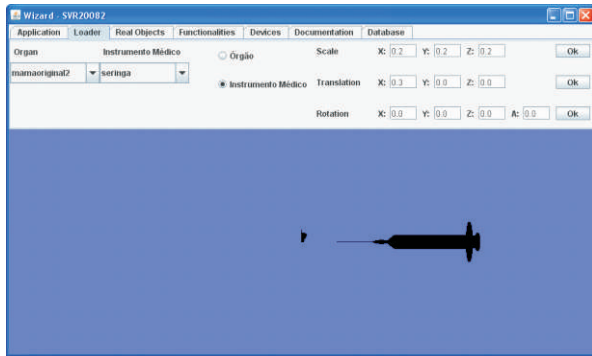 Wizard - SVR20082
Application Loader Real Objects Functionalities Devices Documentation Database
Organ Instrumento Médico Órgão Scale X: 0.2 Y: 0.2 Z: 0.2 Ok
mamaoriginal2 seringa Instrumento Médico Translation X: 0.3 Y: 0.0 Z: 0.0 Ok
Rotation X: 0.0 Y: 0.0 Z: 0.0 A: 0.0 Ok